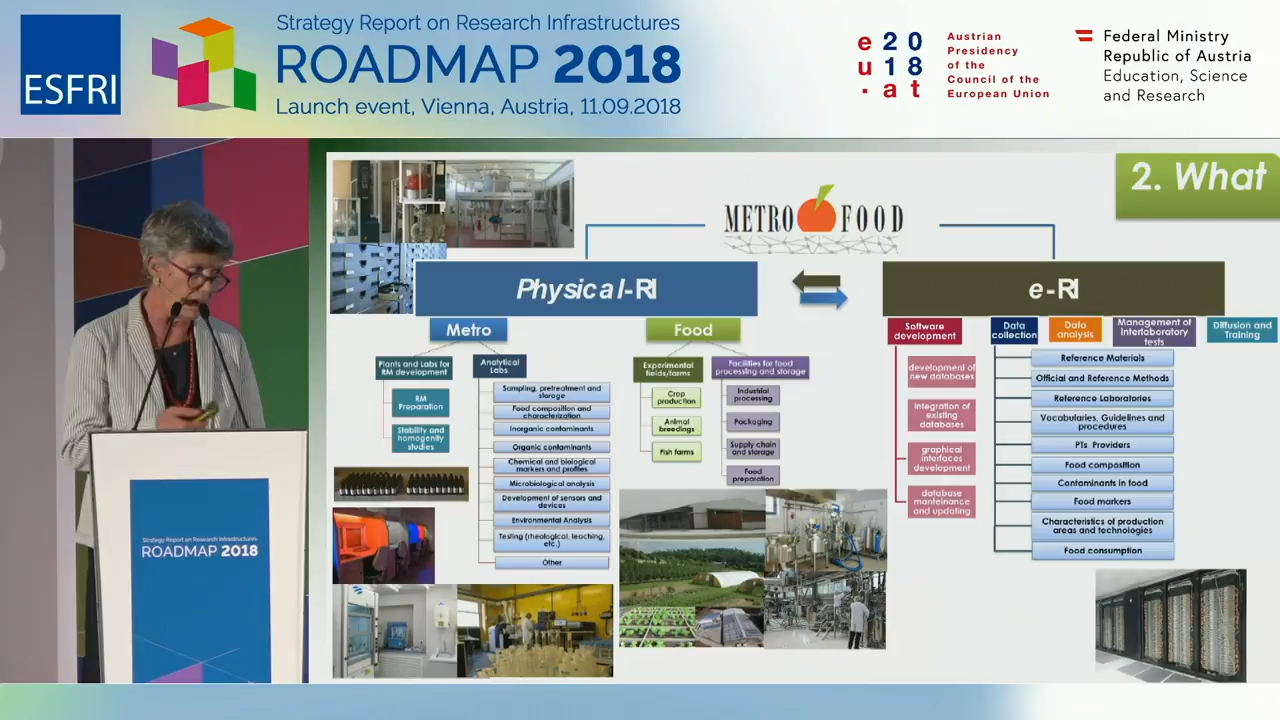 ESFRI
Strategy Report on Research Infrastructures
ROADMAP 2018
Launch event, Vienna, Austria, 11.09.2018
e 20
u 18
. at
Austrian
Presidency
of the
Council of the
European Union
Federal Ministry
Republic of Austria
Education, Science
and Research
2. What
METRO FOOD
Physical-RI
e-RI
Metro
Food
Plants and Labs for
RM development
RM
Preparation
Stability and
homogenity
studies
Analytical
Labs.
Sampling, pretreatment and
storage
Food composition and
characterization
Inorganic contaminants
Organic contaminants
Chemical and biological
markers and profiles
Microbiological analysis
Development of sensors and
devices
Environmental Analysis
Testing (rheological, leaching,
etc.)
Other
Experimental
fields/farms
Crop
production
Animal
breedings
Fish farms
Facilities for food
processing and storage
Industrial
processing
Packaging
Supply chain
and storage
Food
preparation
Software
development
development of
new databases
integration of
existing
databases
graphical
interfaces
development
database
manteinance
and updating
Data
collection
Data
analysis
Management of
interlaboratory
tests
Diffusion and
Training
Reference Materials
Official and Reference Methods
Reference Laboratories
Vocabularies, Guidelines and
procedures
PTs Providers
Food composition
Contaminants in food
Food markers
Characteristics of production
areas and technologies
Food consumption
Strategy Report on Research Infrastructures
ROADMAP 2018